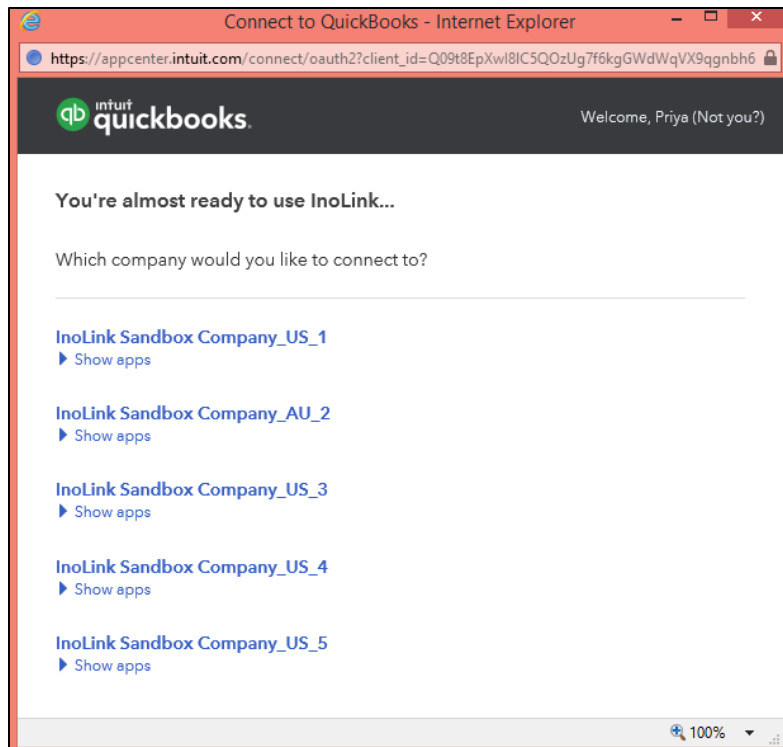 Connect to QuickBooks - Internet Explorer
https://appcenter.intuit.com/connect/oauth2?client_id=Q09t8EpXwI8IC5QOzUg7f6kgGWdWqVX9qgnbh6
qb intuit quickbooks.
Welcome, Priya (Not you?)
You're almost ready to use InoLink...
Which company would you like to connect to?
InoLink Sandbox Company_US_1
Show apps
InoLink Sandbox Company_AU_2
Show apps
InoLink Sandbox Company_US_3
Show apps
InoLink Sandbox Company_US_4
Show apps
InoLink Sandbox Company_US_5
Show apps
100%